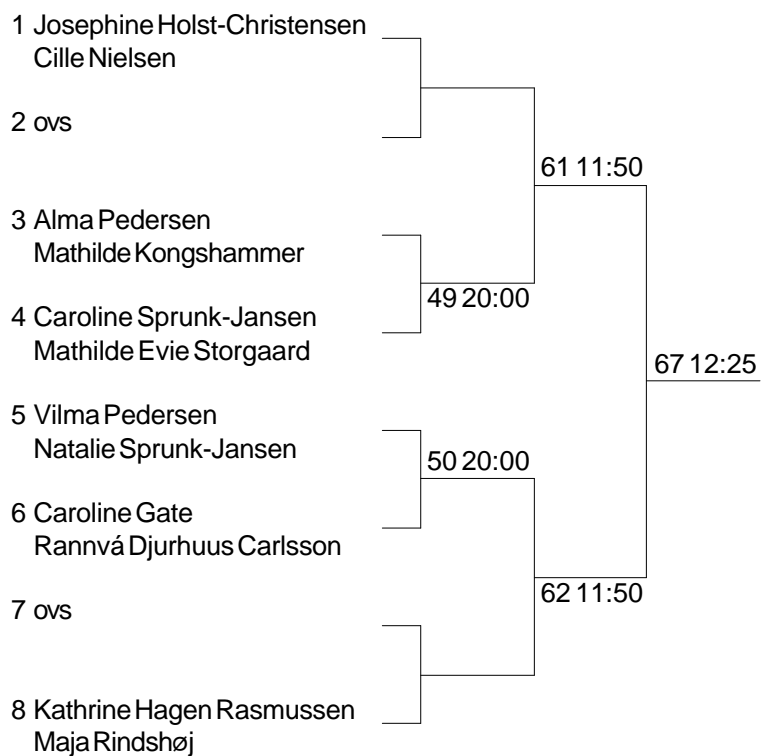 1 Josephine Holst-Christensen
Cille Nielsen
2 ovs
61 11:50
3 Alma Pedersen
Mathilde Kongshammer
49 20:00
4 Caroline Sprunk-Jansen
Mathilde Evie Storgaard
67 12:25
5 Vilma Pedersen
Natalie Sprunk-Jansen
50 20:00
6 Caroline Gate
Rannvá Djurhuus Carlsson
62 11:50
7 ovs
8 Kathrine Hagen Rasmussen
Maja Rindshøj